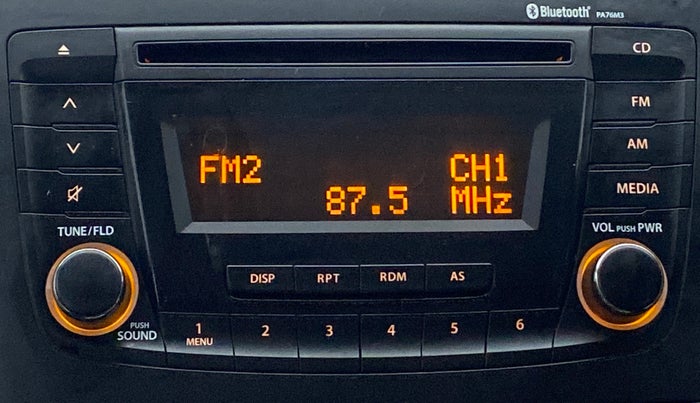 Bluetooth® PA76M3
CD
FM
AM
MEDIA
FM2 CH1
87.5 MHz
TUNE/FLD
VOL PUSH PWR
DISP RPT RDM AS
PUSH
SOUND
1 2 3 4 5 6
MENU